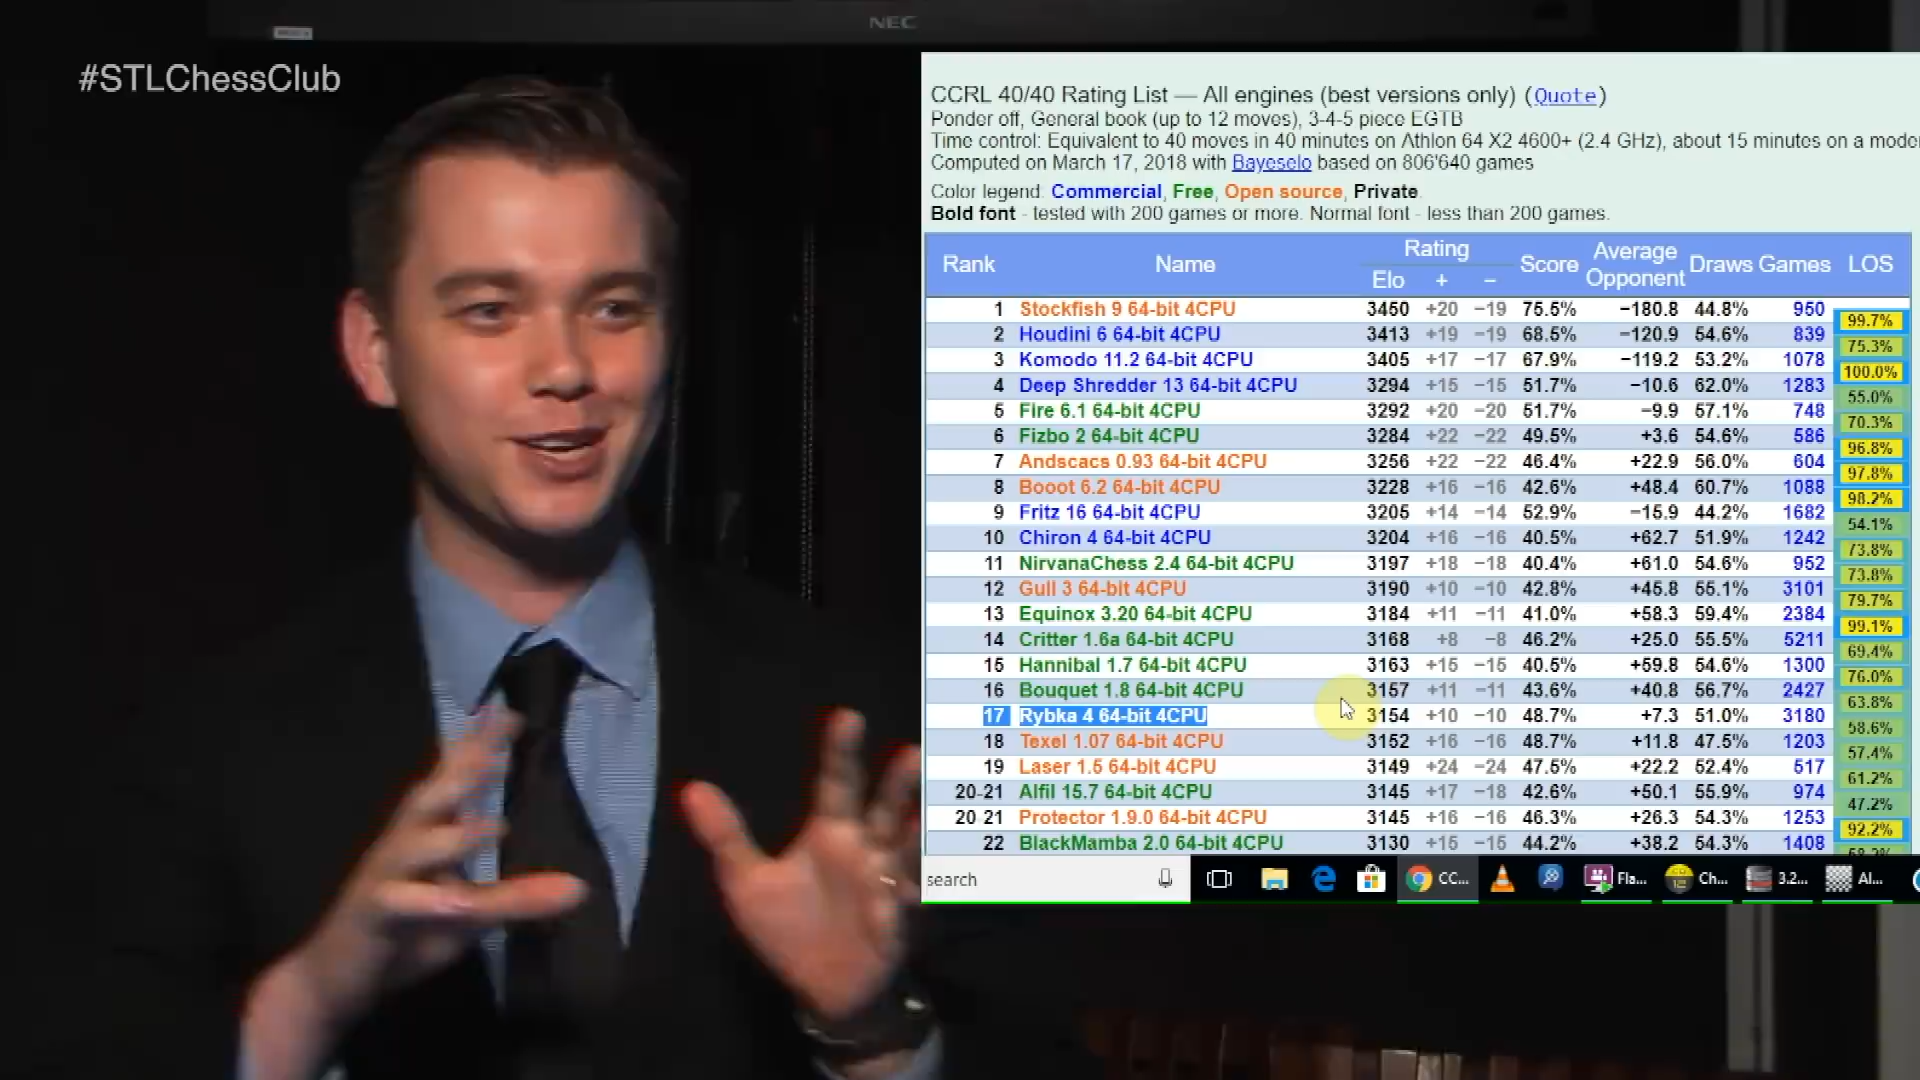 NEC
#STLChessClub
CCRL 40/40 Rating List — All engines (best versions only) (Quote)
Ponder off, General book (up to 12 moves), 3-4-5 piece EGTB
Time control: Equivalent to 40 moves in 40 minutes on Athlon 64 X2 4600+ (2.4 GHz), about 15 minutes on a mode
Computed on March 17, 2018 with Bayeselo based on 806'640 games
Color legend: Commercial, Free, Open source, Private.
Bold font - tested with 200 games or more. Normal font - less than 200 games.
Rank Name Rating Score Average Opponent Draws Games LOS
Elo + −
1 Stockfish 9 64-bit 4CPU 3450 +20 −19 75.5% −180.8 44.8% 950
99.7%
2 Houdini 6 64-bit 4CPU 3413 +19 −19 68.5% −120.9 54.6% 839
75.3%
3 Komodo 11.2 64-bit 4CPU 3405 +17 −17 67.9% −119.2 53.2% 1078
100.0%
4 Deep Shredder 13 64-bit 4CPU 3294 +15 −15 51.7% −10.6 62.0% 1283
55.0%
5 Fire 6.1 64-bit 4CPU 3292 +20 −20 51.7% −9.9 57.1% 748
70.3%
6 Fizbo 2 64-bit 4CPU 3284 +22 −22 49.5% +3.6 54.6% 586
96.8%
7 Andscacs 0.93 64-bit 4CPU 3256 +22 −22 46.4% +22.9 56.0% 604
97.8%
8 Booot 6.2 64-bit 4CPU 3228 +16 −16 42.6% +48.4 60.7% 1088
98.2%
9 Fritz 16 64-bit 4CPU 3205 +14 −14 52.9% −15.9 44.2% 1682
54.1%
10 Chiron 4 64-bit 4CPU 3204 +16 −16 40.5% +62.7 51.9% 1242
73.8%
11 NirvanaChess 2.4 64-bit 4CPU 3197 +18 −18 40.4% +61.0 54.6% 952
73.8%
12 Gull 3 64-bit 4CPU 3190 +10 −10 42.8% +45.8 55.1% 3101
79.7%
13 Equinox 3.20 64-bit 4CPU 3184 +11 −11 41.0% +58.3 59.4% 2384
99.1%
14 Critter 1.6a 64-bit 4CPU 3168 +8 −8 46.2% +25.0 55.5% 5211
69.4%
15 Hannibal 1.7 64-bit 4CPU 3163 +15 −15 40.5% +59.8 54.6% 1300
76.0%
16 Bouquet 1.8 64-bit 4CPU 3157 +11 −11 43.6% +40.8 56.7% 2427
63.8%
17 Rybka 4 64-bit 4CPU 3154 +10 −10 48.7% +7.3 51.0% 3180
58.6%
18 Texel 1.07 64-bit 4CPU 3152 +16 −16 48.7% +11.8 47.5% 1203
57.4%
19 Laser 1.5 64-bit 4CPU 3149 +24 −24 47.5% +22.2 52.4% 517
61.2%
20-21 Alfil 15.7 64-bit 4CPU 3145 +17 −18 42.6% +50.1 55.9% 974
47.2%
20-21 Protector 1.9.0 64-bit 4CPU 3145 +16 −16 46.3% +26.3 54.3% 1253
92.2%
22 BlackMamba 2.0 64-bit 4CPU 3130 +15 −15 44.2% +38.2 54.3% 1408
search CC... Fla... Ch... 3.2... Al...